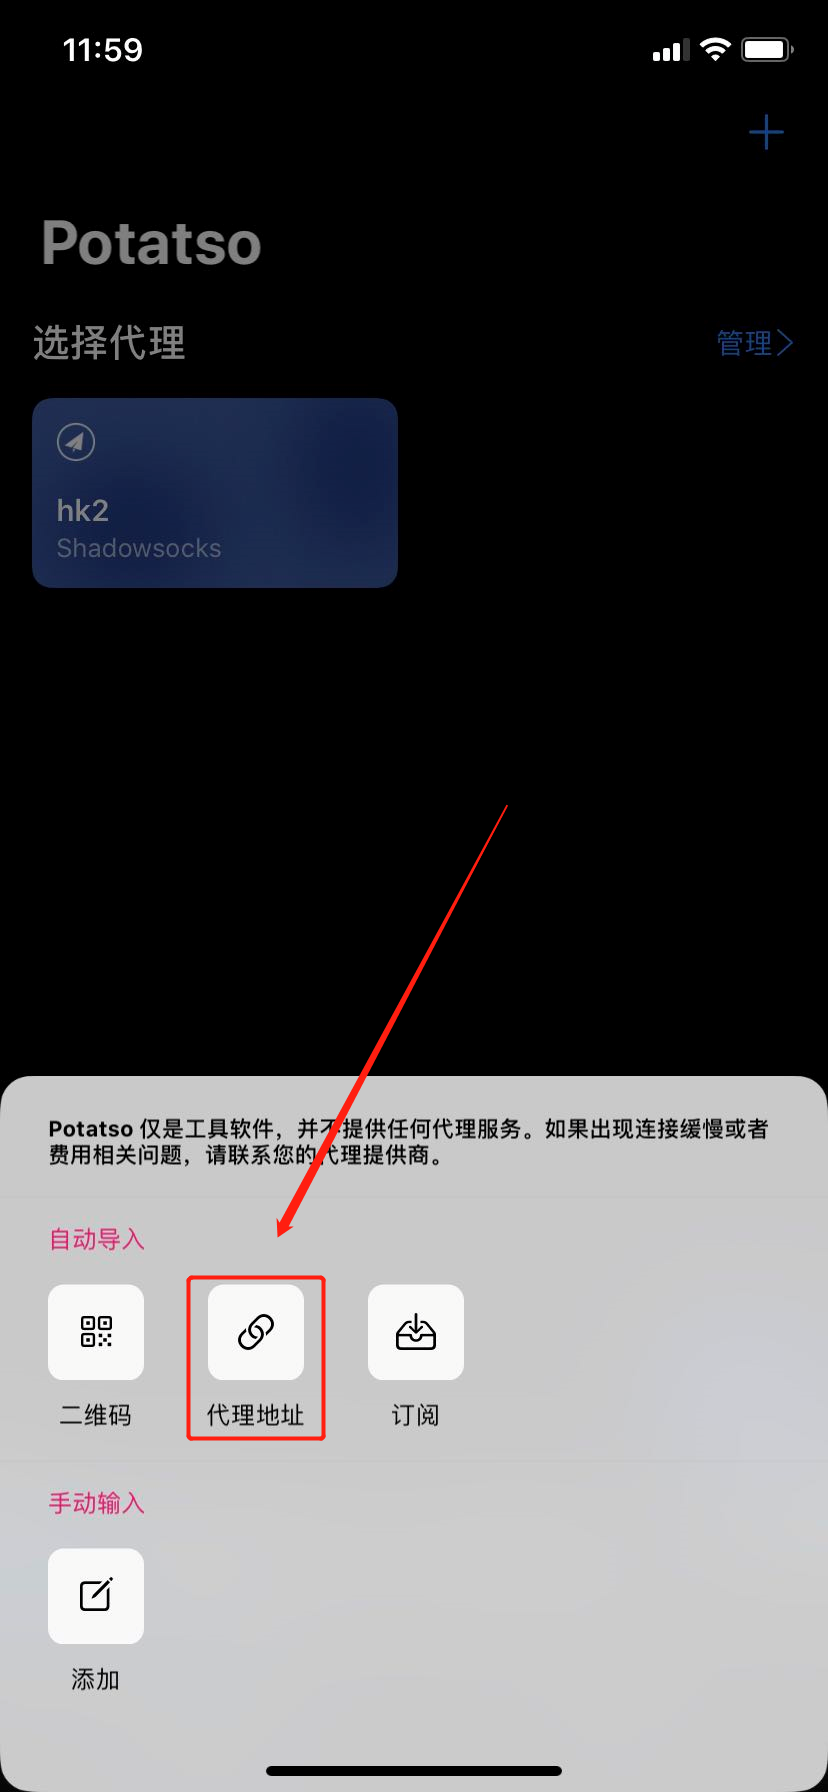 11:59
Potatso
选择代理
管理
hk2
Shadowsocks
Potatso 仅是工具软件，并不提供任何代理服务。如果出现连接缓慢或者
费用相关问题，请联系您的代理提供商。
自动导入
二维码
代理地址
订阅
手动输入
添加